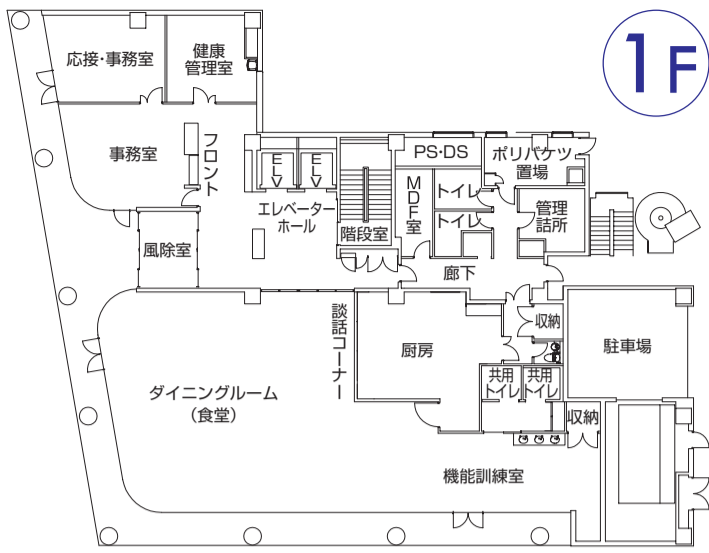 1F
応接・事務室
健康
管理室
事務室
フロント
ELV
ELV
エレベーター
ホール
階段室
PS・DS
MDF室
トイレ
トイレ
ポリバケツ
置場
管理
詰所
風除室
廊下
談話コーナー
厨房
収納
駐車場
共用
トイレ
共用
トイレ
収納
ダイニングルーム
（食堂）
機能訓練室